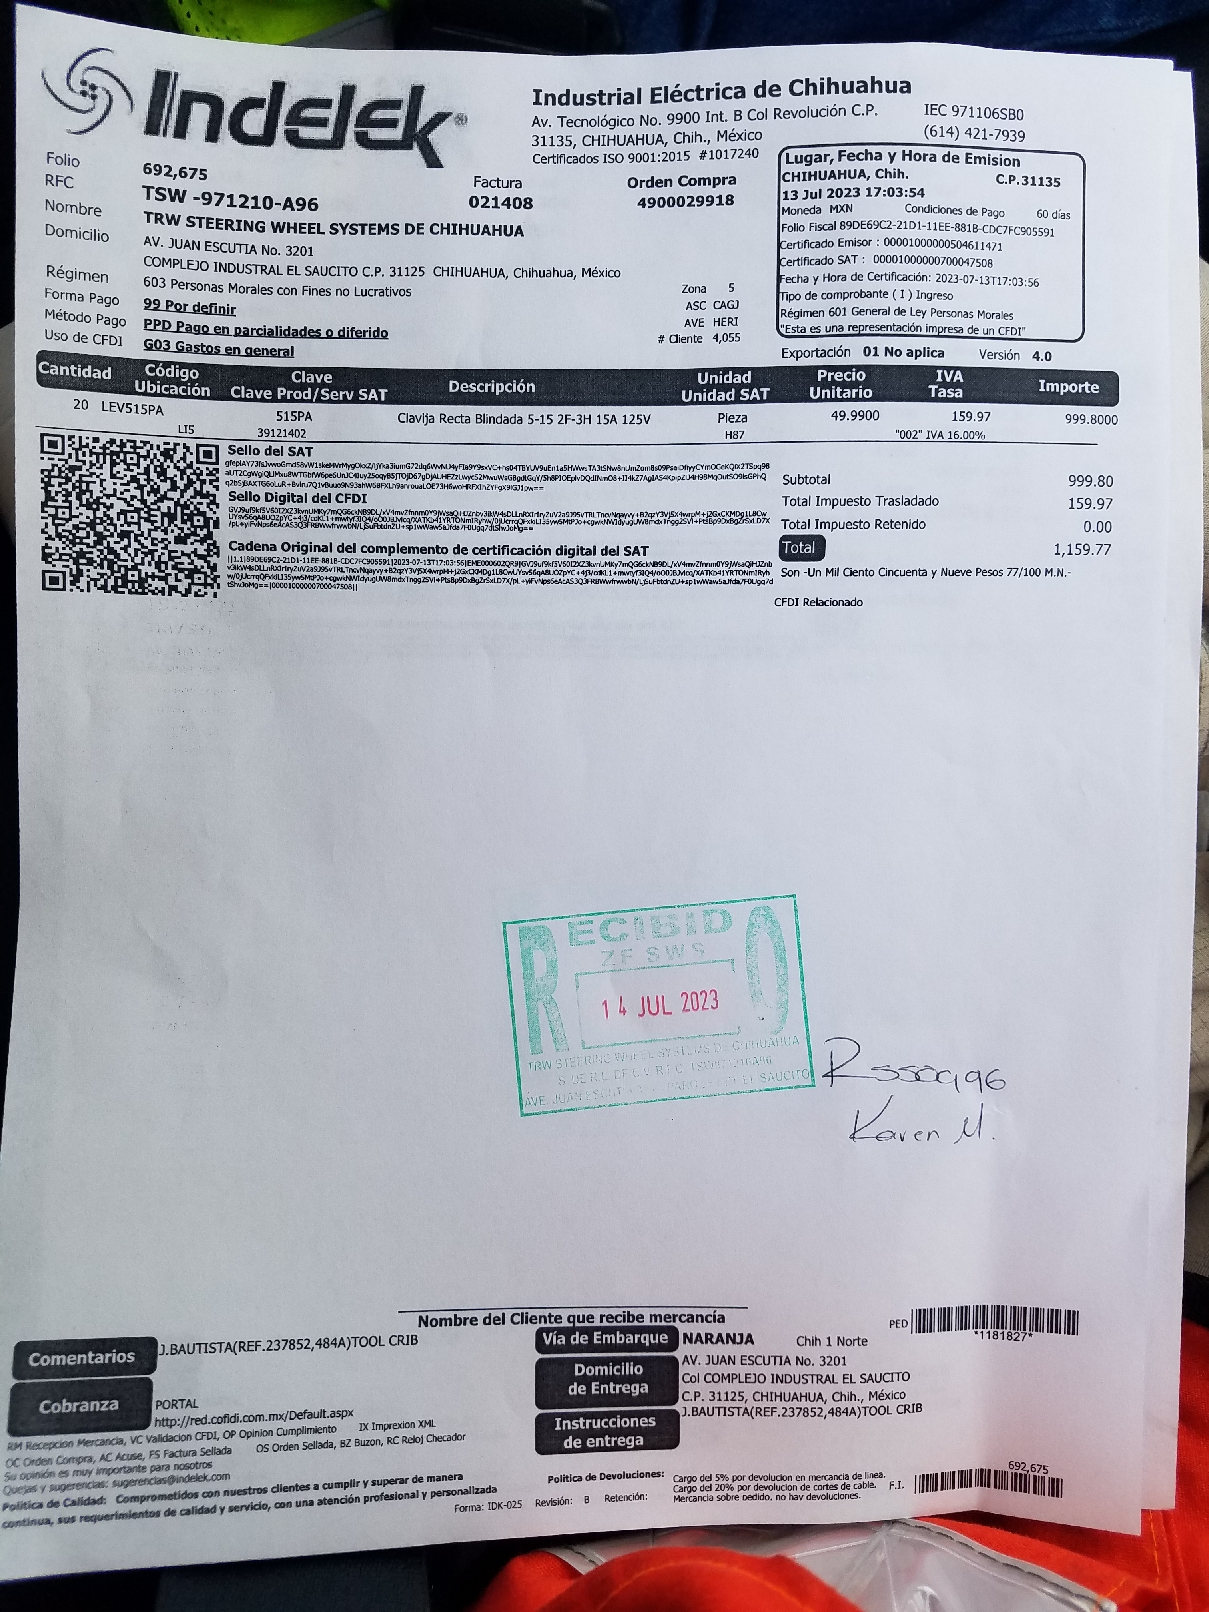 Indelek®
Industrial Eléctrica de Chihuahua
Av. Tecnológico No. 9900 Int. B Col Revolución C.P.
31135, CHIHUAHUA, Chih., México
Certificados ISO 9001:2015 #1017240
IEC 971106SB0
(614) 421-7939
Folio 692,675
RFC TSW -971210-A96
Factura
021408
Orden Compra
4900029918
Nombre TRW STEERING WHEEL SYSTEMS DE CHIHUAHUA
Domicilio AV. JUAN ESCUTIA No. 3201
COMPLEJO INDUSTRAL EL SAUCITO C.P. 31125 CHIHUAHUA, Chihuahua, México
Régimen 603 Personas Morales con Fines no Lucrativos
Forma Pago 99 Por definir
Método Pago PPD Pago en parcialidades o diferido
Uso de CFDI G03 Gastos en general
Zona 5
ASC CAGJ
AVE HERI
# Cliente 4,055
Lugar, Fecha y Hora de Emision
CHIHUAHUA, Chih. C.P.31135
13 Jul 2023 17:03:54
Moneda MXN Condiciones de Pago 60 días
Folio Fiscal 89DE69C2-21D1-11EE-881B-CDC7FC905591
Certificado Emisor : 00001000000504611471
Certificado SAT : 00001000000700047508
Fecha y Hora de Certificación: 2023-07-13T17:03:56
Tipo de comprobante ( I ) Ingreso
Régimen 601 General de Ley Personas Morales
"Esta es una representación impresa de un CFDI"
Exportación 01 No aplica Versión 4.0
Cantidad Código Ubicación Clave Clave Prod/Serv SAT Descripción Unidad Unidad SAT Precio Unitario IVA Tasa Importe
20 LEV515PA 515PA Clavija Recta Blindada 5-15 2F-3H 15A 125V Pieza 49.9900 159.97 999.8000
LI5 39121402 H87 "002" IVA 16.00%
Sello del SAT
Sello Digital del CFDI
Cadena Original del complemento de certificación digital del SAT
Subtotal 999.80
Total Impuesto Trasladado 159.97
Total Impuesto Retenido 0.00
Total 1,159.77
Son -Un Mil Ciento Cincuenta y Nueve Pesos 77/100 M.N.-
CFDI Relacionado
RECIBIDO
ZF SWS
14 JUL 2023
TRW STEERING WHEEL SYSTEMS DE CHIHUAHUA
R550996
Karen M.
Nombre del Cliente que recibe mercancía
PED *1181827*
Comentarios J.BAUTISTA(REF.237852,484A)TOOL CRIB
Vía de Embarque NARANJA Chih 1 Norte
Domicilio de Entrega AV. JUAN ESCUTIA No. 3201
Col COMPLEJO INDUSTRAL EL SAUCITO
C.P. 31125, CHIHUAHUA, Chih., México
Instrucciones de entrega J.BAUTISTA(REF.237852,484A)TOOL CRIB
Cobranza PORTAL
http://red.cofidi.com.mx/Default.aspx
RM Recepcion Mercancia, VC Validacion CFDI, OP Opinion Cumplimiento IX Imprexion XML
OC Orden Compra, AC Acuse, FS Factura Sellada OS Orden Sellada, BZ Buzon, RC Reloj Checador
Su opinión es muy importante para nosotros
Quejas y sugerencias: sugerencias@indelek.com
Política de Calidad: Comprometidos con nuestros clientes a cumplir y superar de manera
continua, sus requerimientos de calidad y servicio, con una atención profesional y personalizada
Forma: IDK-025 Revisión: B Retención:
Politica de Devoluciones: Cargo del 5% por devolucion en mercancia de linea.
Cargo del 20% por devolucion de cortes de cable.
Mercancia sobre pedido, no hay devoluciones.
F.I. 692,675